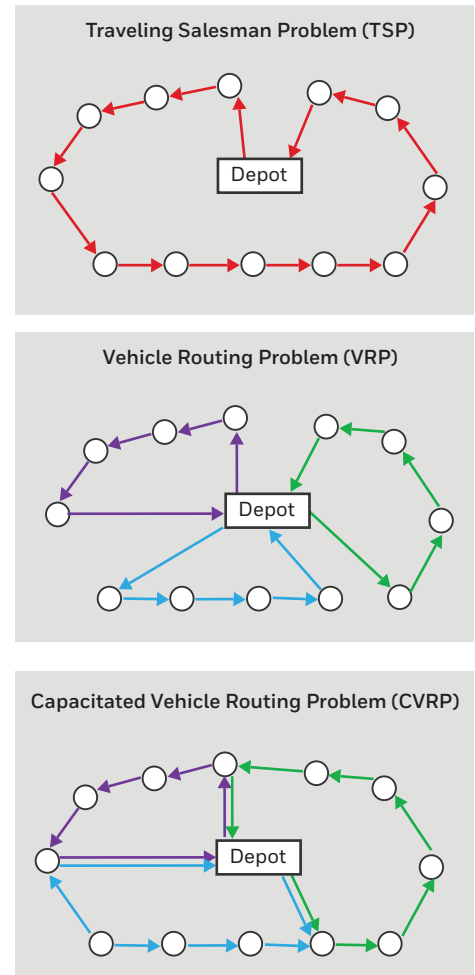 Traveling Salesman Problem (TSP)
Depot
Vehicle Routing Problem (VRP)
Depot
Capacitated Vehicle Routing Problem (CVRP)
Depot